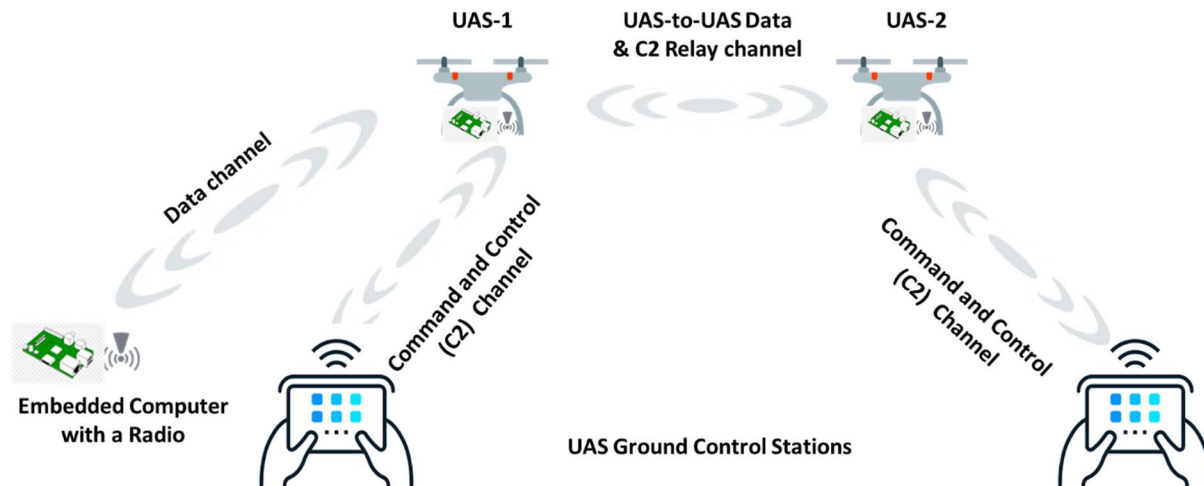 UAS-1
UAS-to-UAS Data
& C2 Relay channel
UAS-2
Data channel
Command and Control
(C2) Channel
Command and Control
(C2) Channel
Embedded Computer
with a Radio
UAS Ground Control Stations